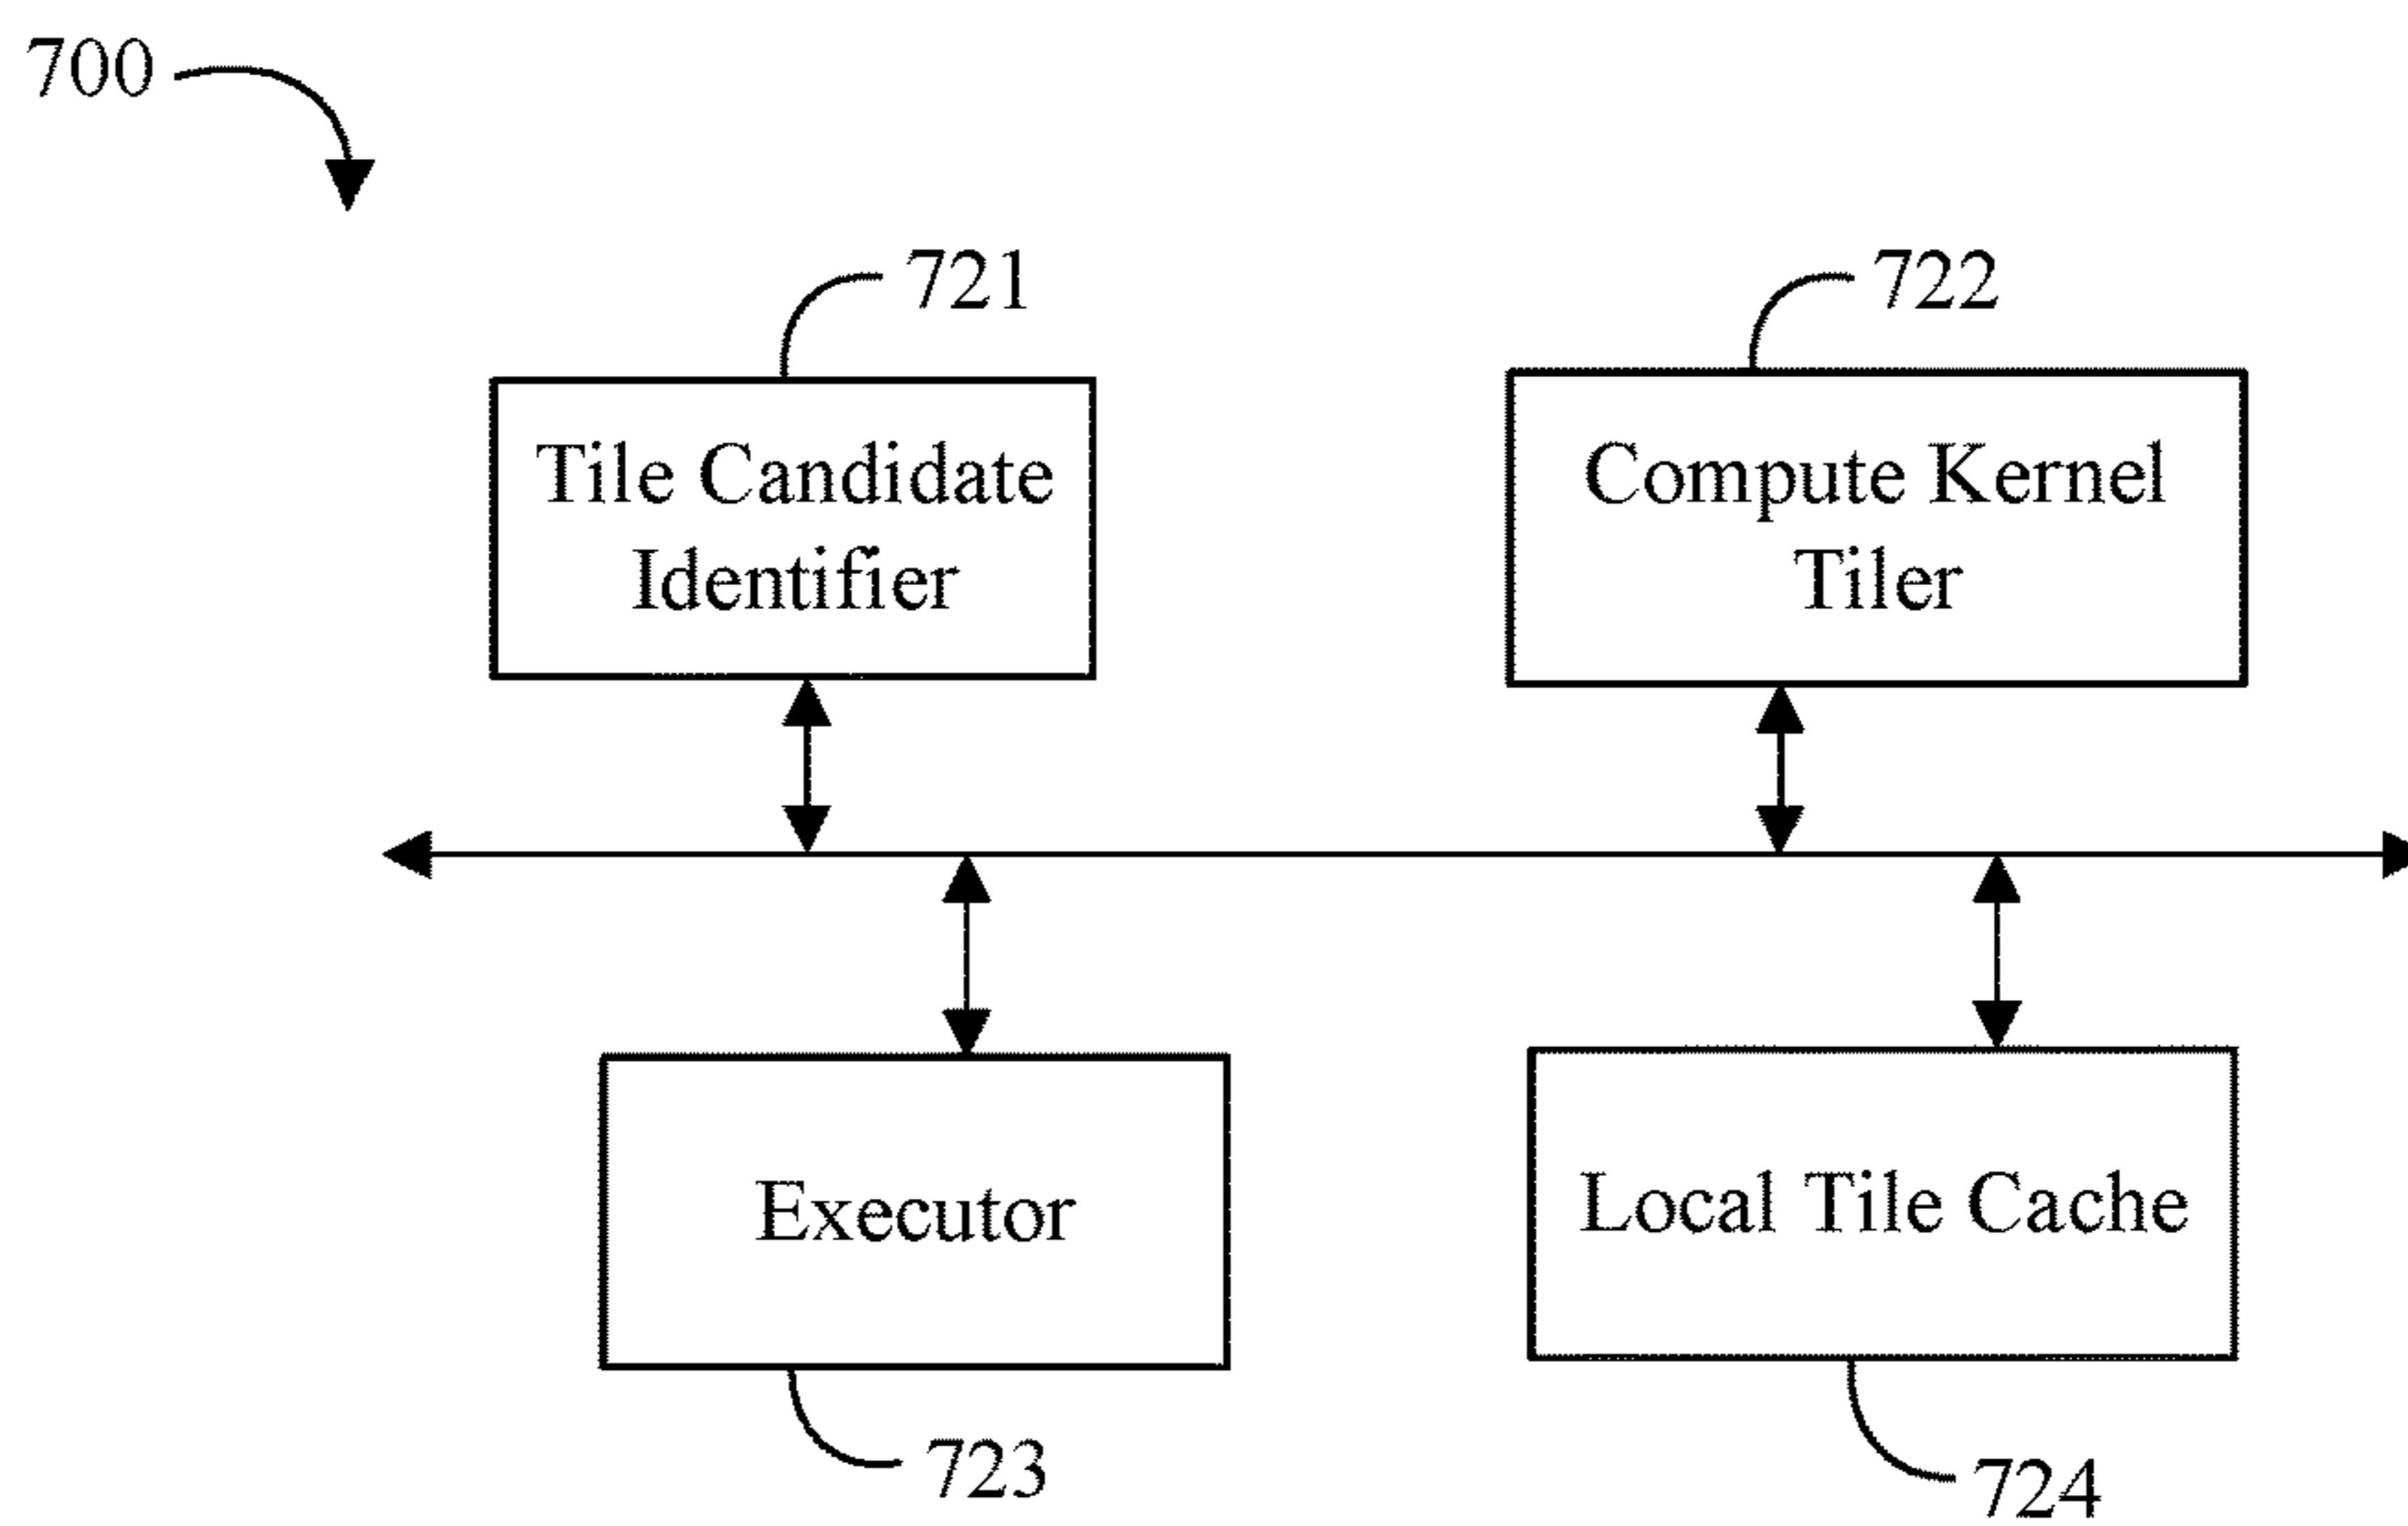 700
721
722
Tile Candidate
Identifier
Compute Kernel
Tiler
Executor
Local Tile Cache
723
724